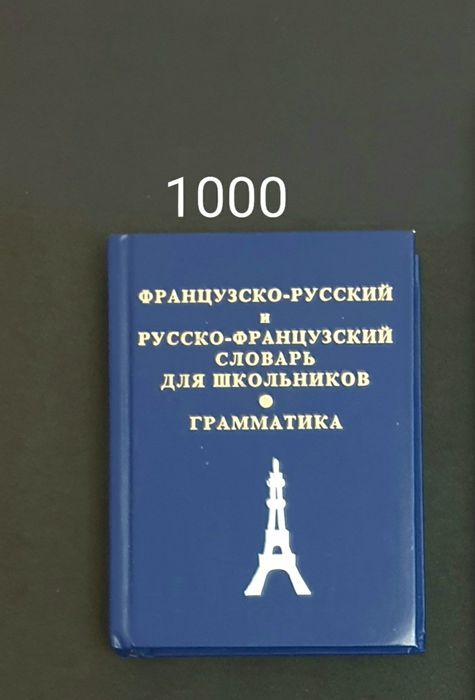 1000
ФРАНЦУЗСКО-РУССКИЙ
и
РУССКО-ФРАНЦУЗСКИЙ
СЛОВАРЬ
ДЛЯ ШКОЛЬНИКОВ
ГРАММАТИКА